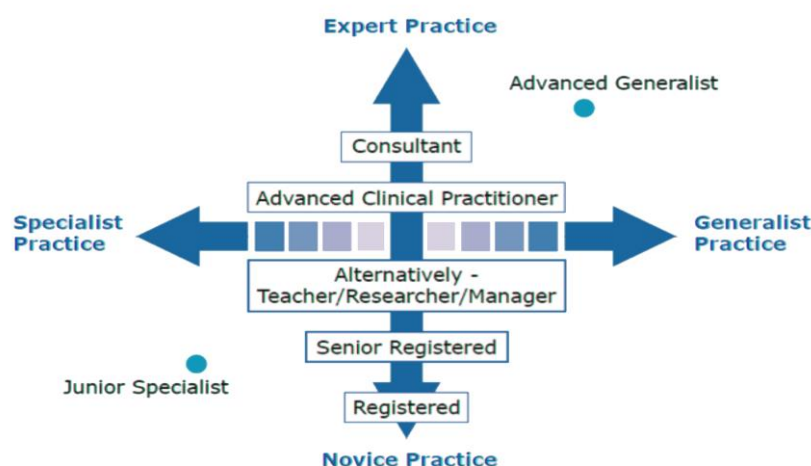 Expert Practice
Advanced Generalist
Consultant
Advanced Clinical Practitioner
Specialist
Practice
Generalist
Practice
Alternatively -
Teacher/Researcher/Manager
Senior Registered
Junior Specialist
Registered
Novice Practice